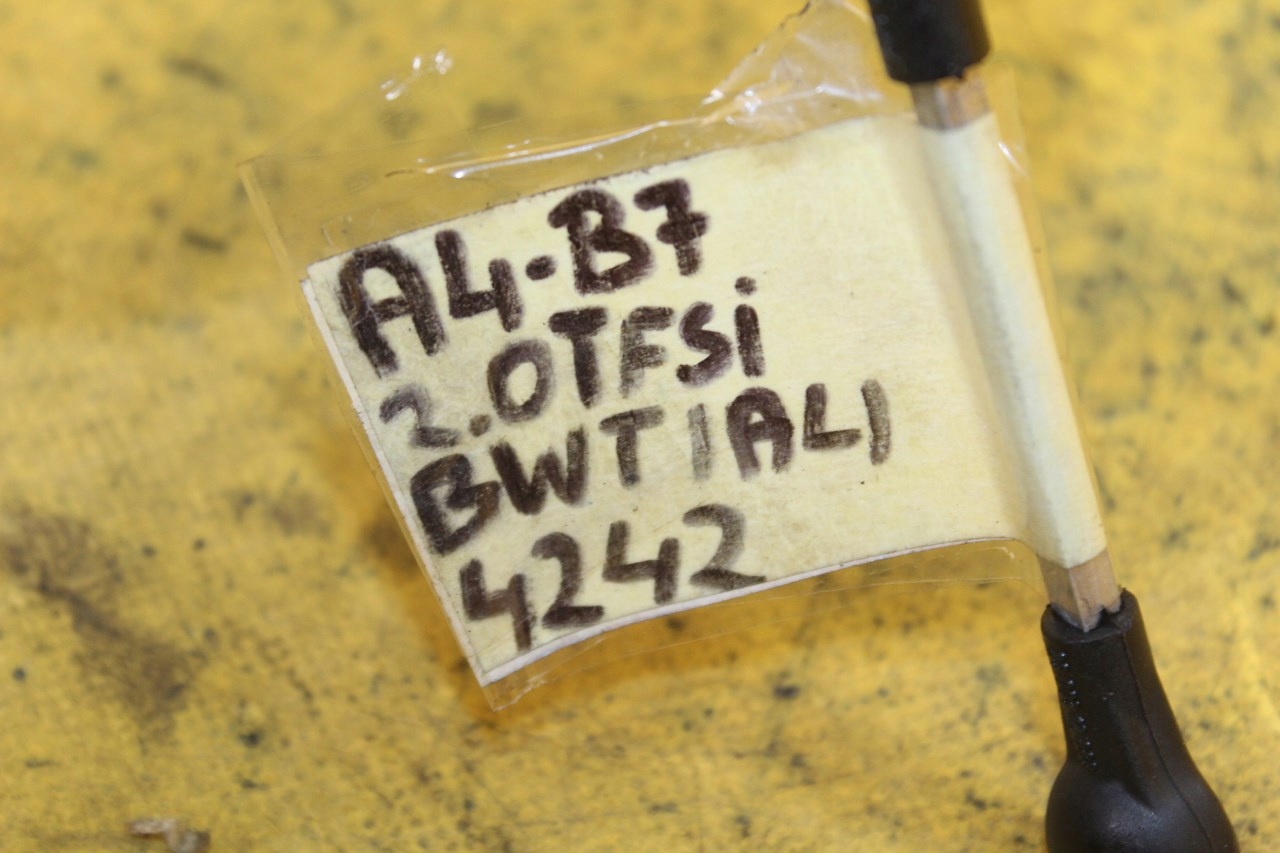 A4-B7
2.0TFSi
BWT|ALI
4242